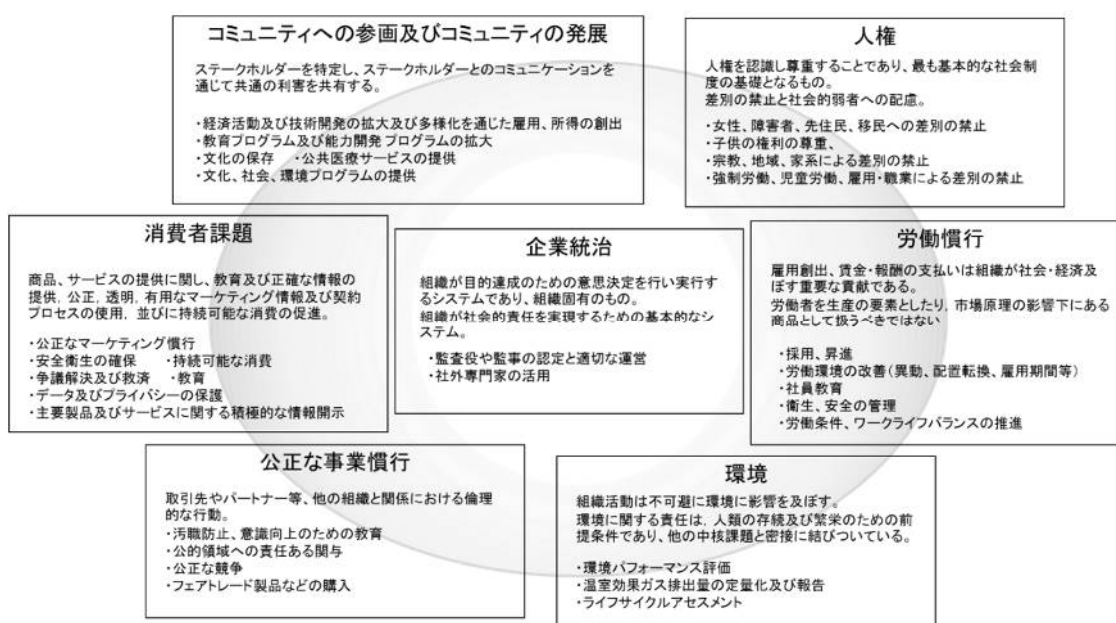 コミュニティへの参画及びコミュニティの発展
ステークホルダーを特定し、ステークホルダーとのコミュニケーションを
通じて共通の利害を共有する。
・経済活動及び技術開発の拡大及び多様化を通じた雇用、所得の創出
・教育プログラム及び能力開発プログラムの拡大
・文化の保存　・公共医療サービスの提供
・文化、社会、環境プログラムの提供
人権
人権を認識し尊重することであり、最も基本的な社会制
度の基礎となるもの。
差別の禁止と社会的弱者への配慮。
・女性、障害者、先住民、移民への差別の禁止
・子供の権利の尊重、
・宗教、地域、家系による差別の禁止
・強制労働、児童労働、雇用・職業による差別の禁止
消費者課題
商品、サービスの提供に関し、教育及び正確な情報の
提供, 公正, 透明, 有用なマーケティング情報及び契約
プロセスの使用, 並びに持続可能な消費の促進。
・公正なマーケティング慣行
・安全衛生の確保　・持続可能な消費
・争議解決及び救済　・教育
・データ及びプライバシーの保護
・主要製品及びサービスに関する積極的な情報開示
企業統治
組織が目的達成のための意思決定を行い実行す
るシステムであり、組織固有のもの。
組織が社会的責任を実現するための基本的なシ
ステム。
・監査役や監事の認定と適切な運営
・社外専門家の活用
労働慣行
雇用創出、賃金・報酬の支払いは組織が社会・経済及
ぼす重要な貢献である。
労働者を生産の要素としたり, 市場原理の影響下にある
商品として扱うべきではない
・採用、昇進
・労働環境の改善(異動、配置転換、雇用期間等)
・社員教育
・衛生、安全の管理
・労働条件、ワークライフバランスの推進
公正な事業慣行
取引先やパートナー等、他の組織と関係における倫理
的な行動。
・汚職防止、意識向上のための教育
・公的領域への責任ある関与
・公正な競争
・フェアトレード製品などの購入
環境
組織活動は不可避に環境に影響を及ぼす。
環境に関する責任は, 人類の存続及び繁栄のための前
提条件であり、他の中核課題と密接に結びついている。
・環境パフォーマンス評価
・温室効果ガス排出量の定量化及び報告
・ライフサイクルアセスメント